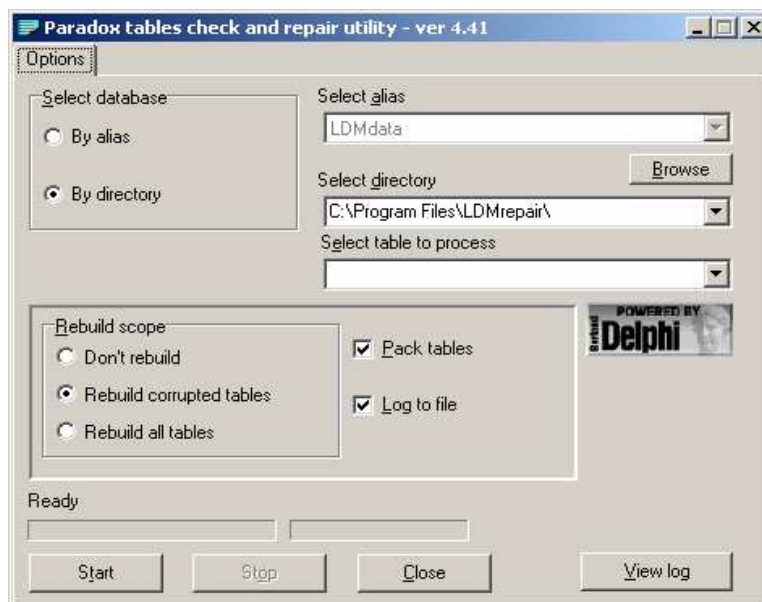 Paradox tables check and repair utility - ver 4.41
Options
Select database
By alias
By directory
Select alias
LDMdata
Browse
Select directory
C:\Program Files\LDMrepair\
Select table to process
Rebuild scope
Don't rebuild
Rebuild corrupted tables
Rebuild all tables
Pack tables
Log to file
POWERED BY
Borland
Delphi
Ready
Start
Stop
Close
View log